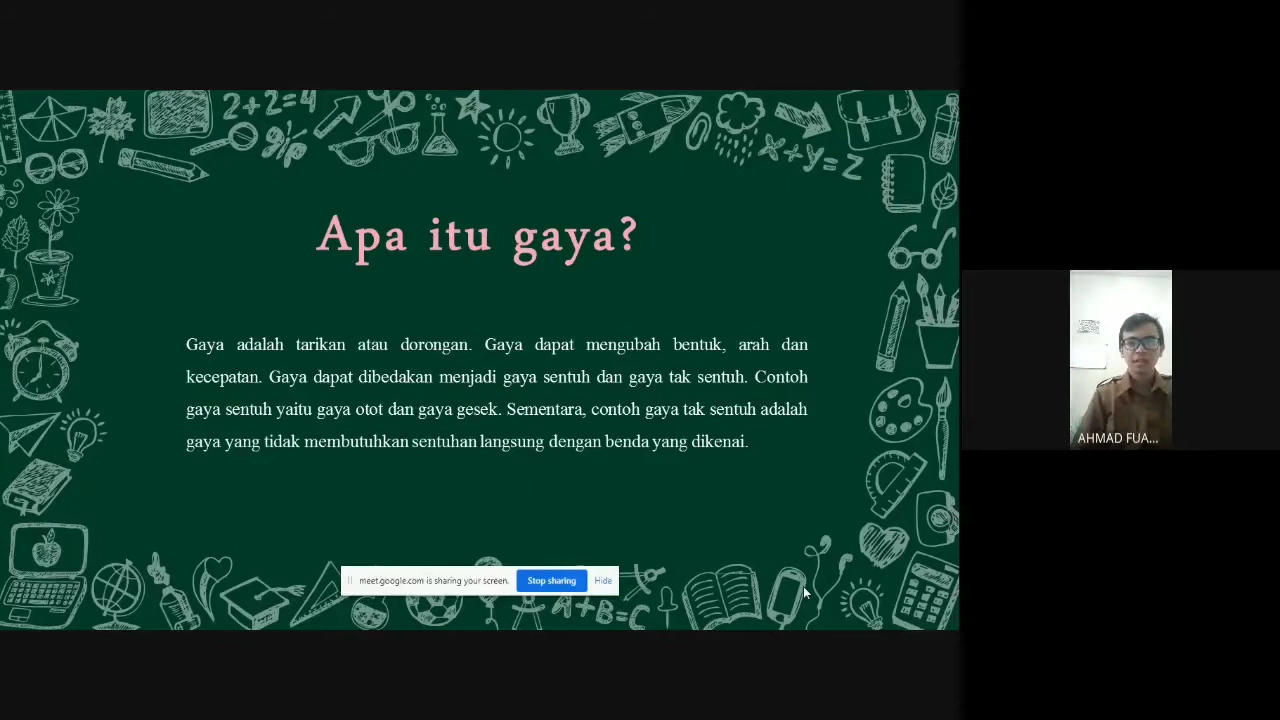 2+2=4
x+y=z
Apa itu gaya?
Gaya adalah tarikan atau dorongan. Gaya dapat mengubah bentuk, arah dan
kecepatan. Gaya dapat dibedakan menjadi gaya sentuh dan gaya tak sentuh. Contoh
gaya sentuh yaitu gaya otot dan gaya gesek. Sementara, contoh gaya tak sentuh adalah
gaya yang tidak membutuhkan sentuhan langsung dengan benda yang dikenai.
AHMAD FUA...
meet.google.com is sharing your screen.
Stop sharing
Hide
A+B=C